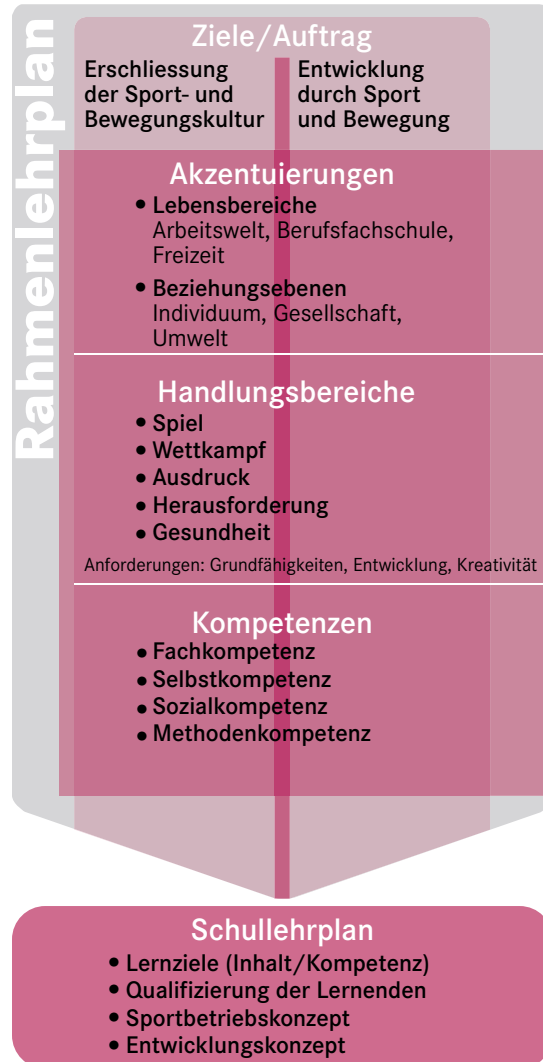 Rahmenlehrplan
Ziele/Auftrag
Erschliessung
der Sport- und
Bewegungskultur
Entwicklung
durch Sport
und Bewegung
Akzentuierungen
• Lebensbereiche
Arbeitswelt, Berufsfachschule,
Freizeit
• Beziehungsebenen
Individuum, Gesellschaft,
Umwelt
Handlungsbereiche
• Spiel
• Wettkampf
• Ausdruck
• Herausforderung
• Gesundheit
Anforderungen: Grundfähigkeiten, Entwicklung, Kreativität
Kompetenzen
• Fachkompetenz
• Selbstkompetenz
• Sozialkompetenz
• Methodenkompetenz
Schullehrplan
• Lernziele (Inhalt/Kompetenz)
• Qualifizierung der Lernenden
• Sportbetriebskonzept
• Entwicklungskonzept